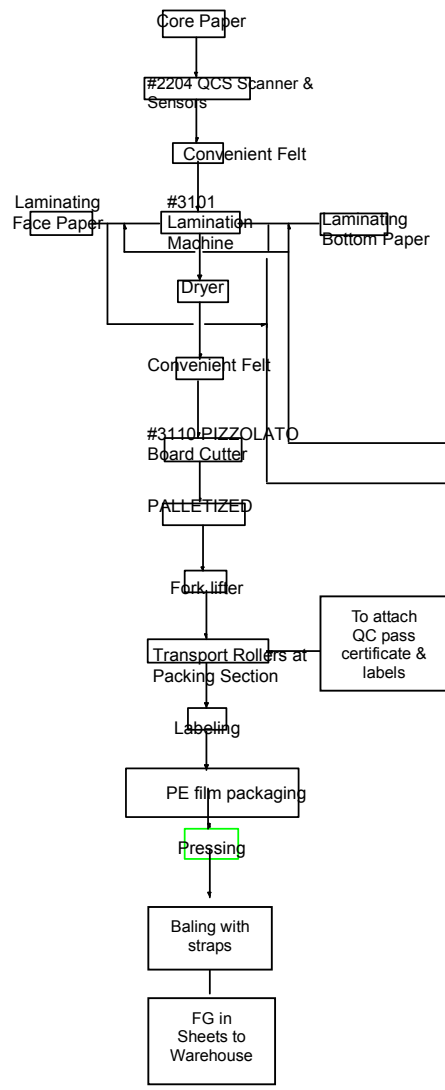 Core Paper
#2204 QCS Scanner &
Sensors
Convenient Felt
Laminating
Face Paper
#3101
Lamination
Machine
Laminating
Bottom Paper
Dryer
Convenient Felt
#3110 PIZZOLATO
Board Cutter
PALLETIZED
Fork lifter
To attach
QC pass
certificate &
labels
Transport Rollers at
Packing Section
Labeling
PE film packaging
Pressing
Baling with
straps
FG in
Sheets to
Warehouse